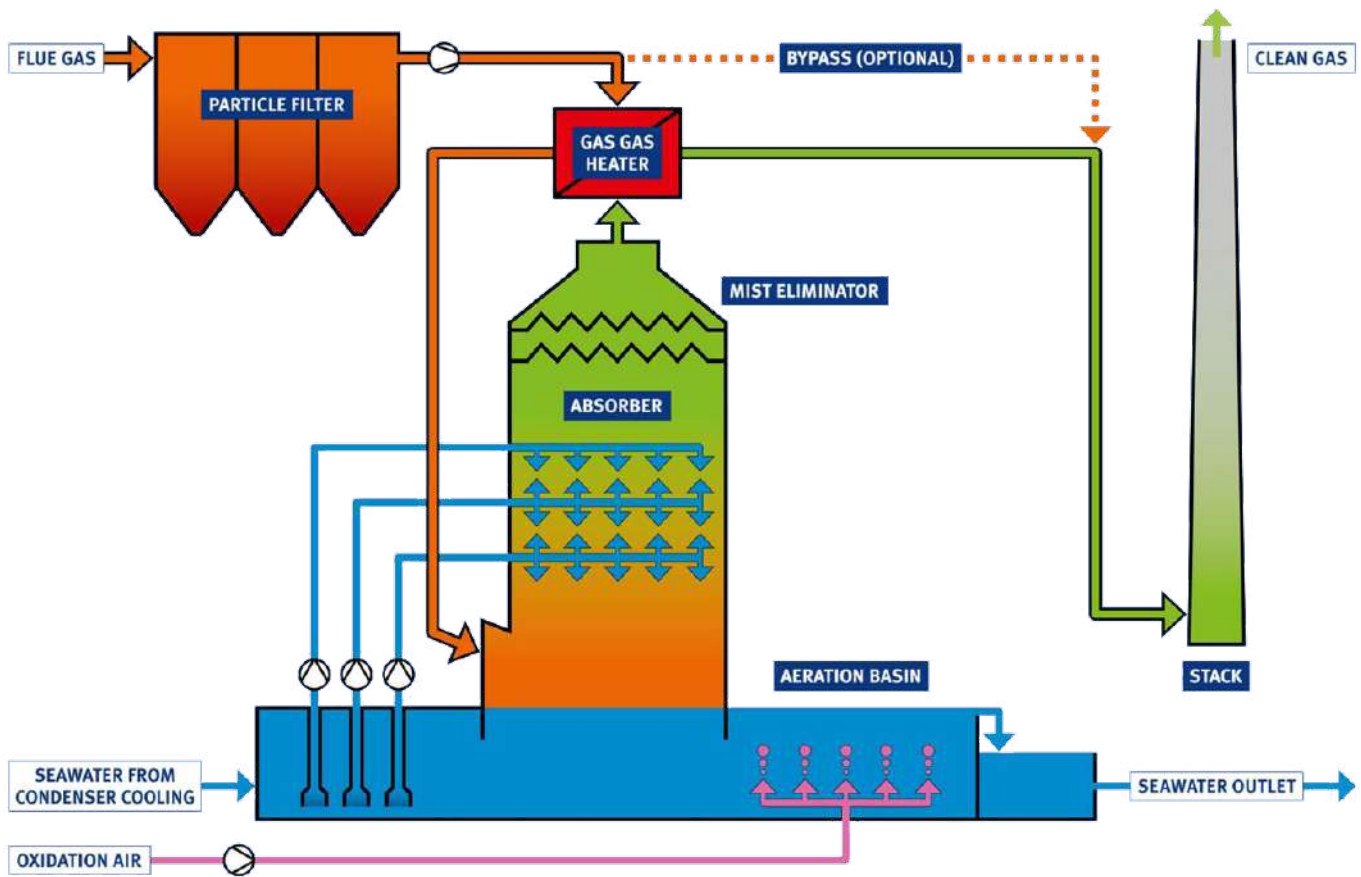 FLUE GAS
PARTICLE FILTER
BYPASS (OPTIONAL)
CLEAN GAS
GAS GAS
HEATER
MIST ELIMINATOR
ABSORBER
AERATION BASIN
STACK
SEAWATER FROM
CONDENSER COOLING
SEAWATER OUTLET
OXIDATION AIR